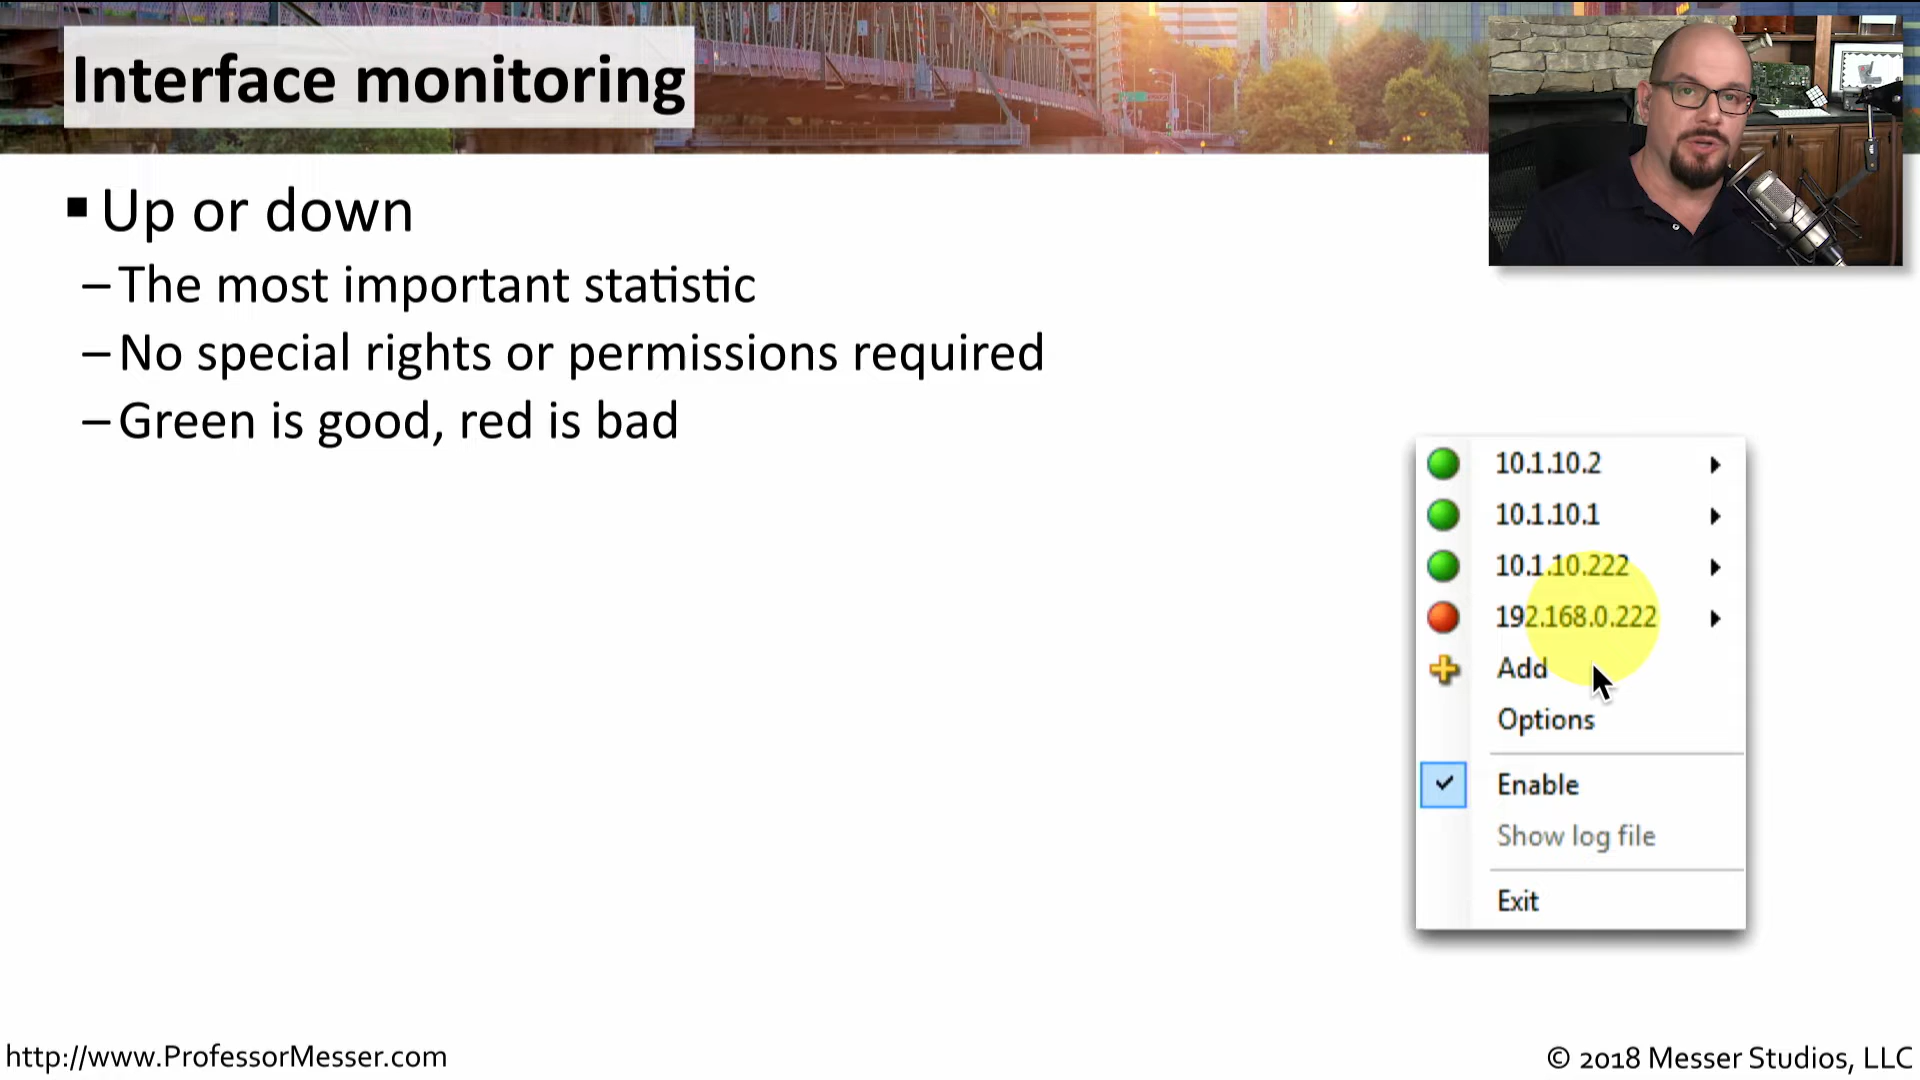 Interface monitoring
▪ Up or down
– The most important statistic
– No special rights or permissions required
– Green is good, red is bad
10.1.10.2
10.1.10.1
10.1.10.222
192.168.0.222
Add
Options
Enable
Show log file
Exit
http://www.ProfessorMesser.com
© 2018 Messer Studios, LLC